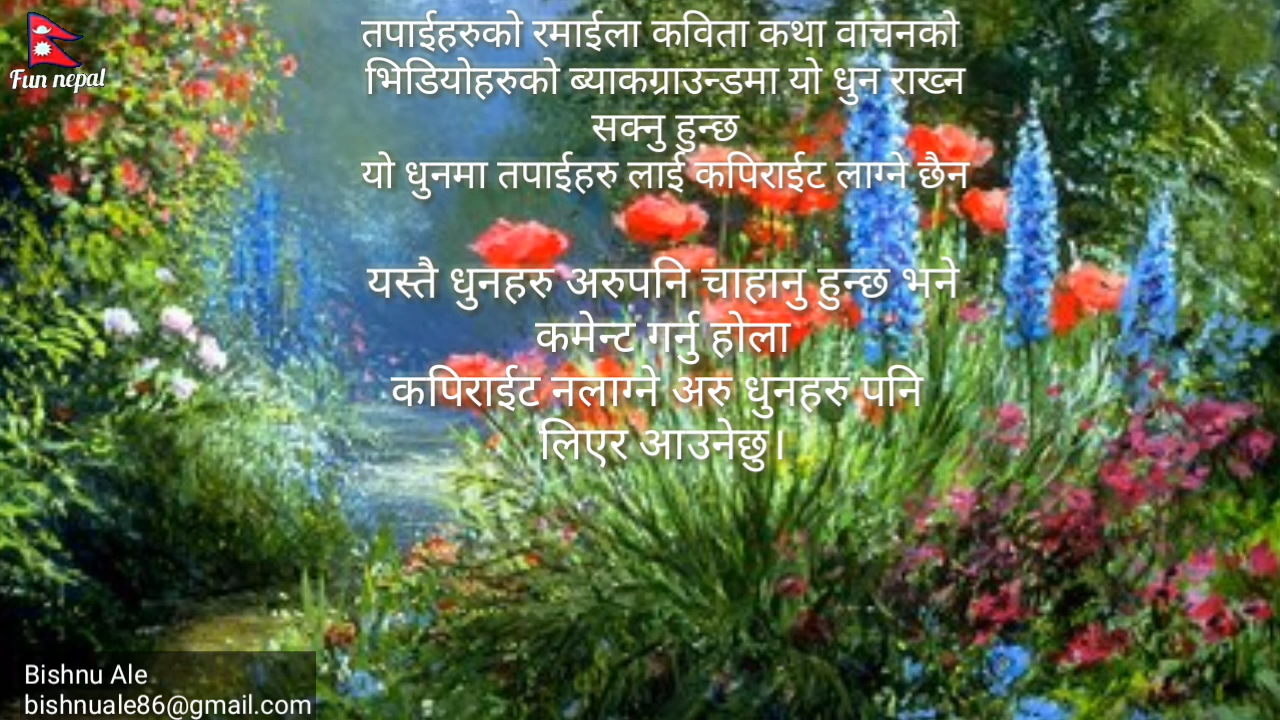 Fun nepal
तपाईहरुको रमाईला कविता कथा वाचनको
भिडियोहरुको ब्याकग्राउन्डमा यो धुन राख्न
सक्नु हुन्छ
यो धुनमा तपाईहरु लाई कपिराईट लाग्ने छैन
यस्तै धुनहरु अरुपनि चाहानु हुन्छ भने
कमेन्ट गर्नु होला
कपिराईट नलाग्ने अरु धुनहरु पनि
लिएर आउनेछु।
Bishnu Ale
bishnuale86@gmail.com